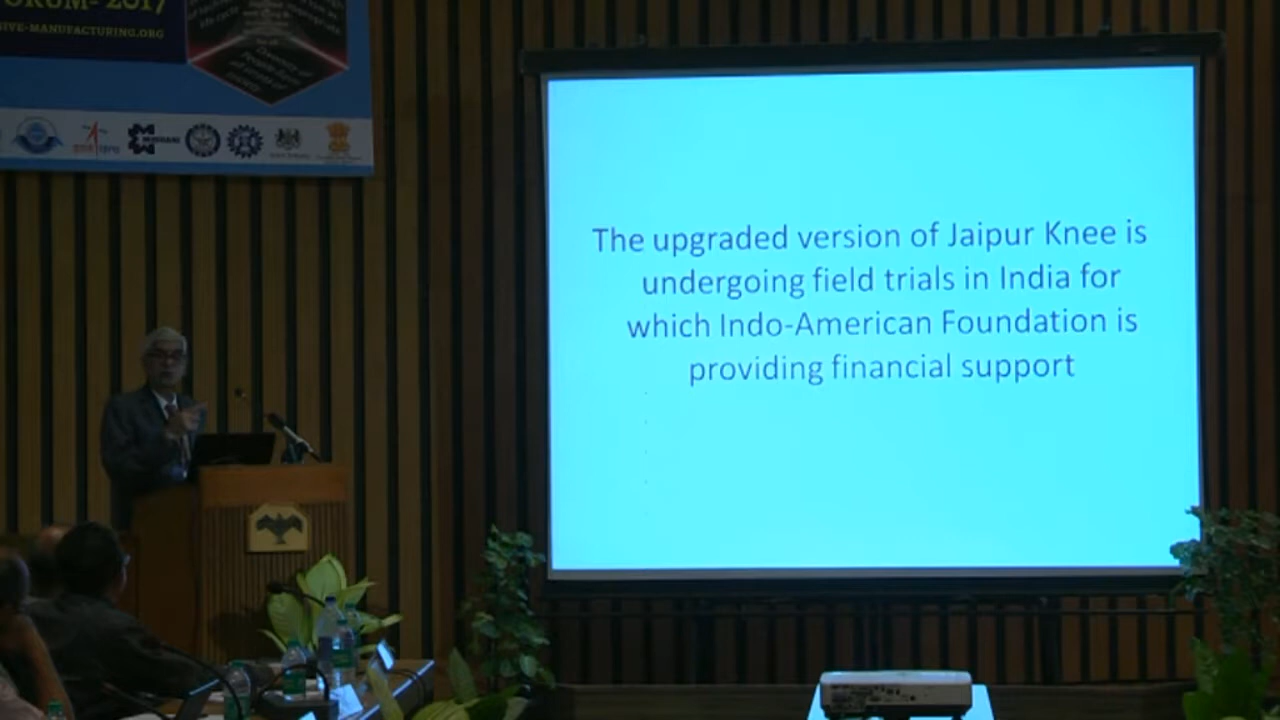 ORUM- 2017
IVE-MANUFACTURING.ORG
The upgraded version of Jaipur Knee is
undergoing field trials in India for
which Indo-American Foundation is
providing financial support